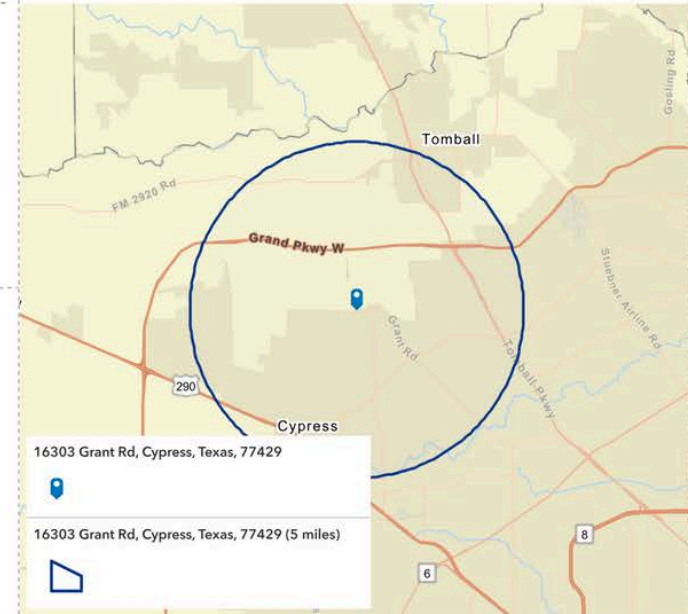 Gosling Rd
Tomball
FM 2920 Rd
Grand Pkwy W
Stuebner Airline Rd
Grant Rd
Tomball Pkwy
290
Cypress
16303 Grant Rd, Cypress, Texas, 77429
16303 Grant Rd, Cypress, Texas, 77429 (5 miles)
8
6